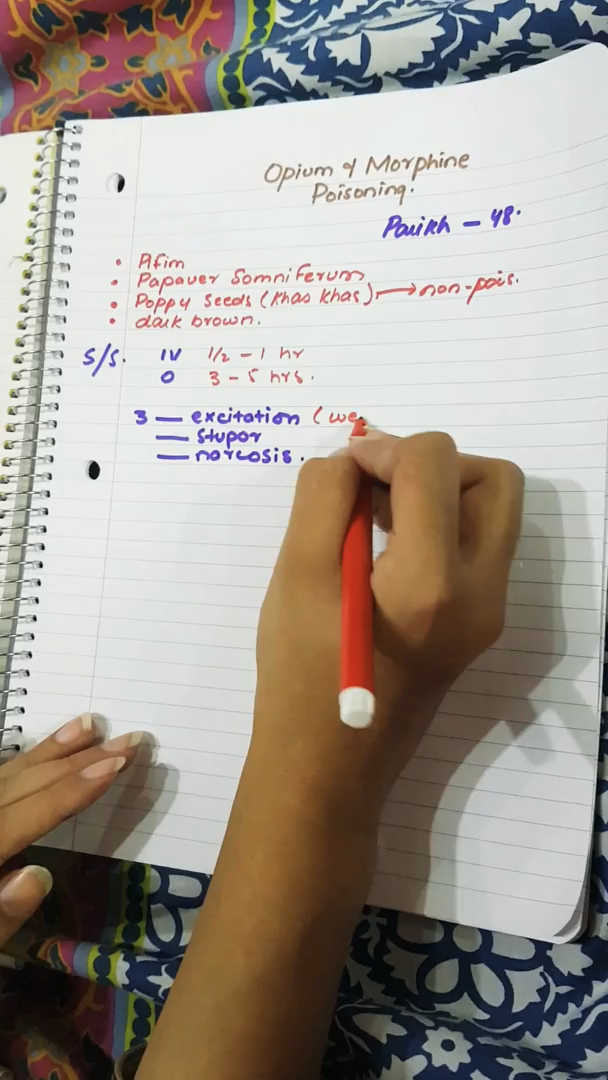 Opium & Morphine
Poisoning.
Parikh - 48.
• Afim
• Papaver Somniferum
• Poppy seeds (khas khas) → non-pois.
• dark brown.
S/S. IV 1/2 - 1 hr
O 3 - 5 hrs.
3 — excitation (we
— stupor
— narcosis.